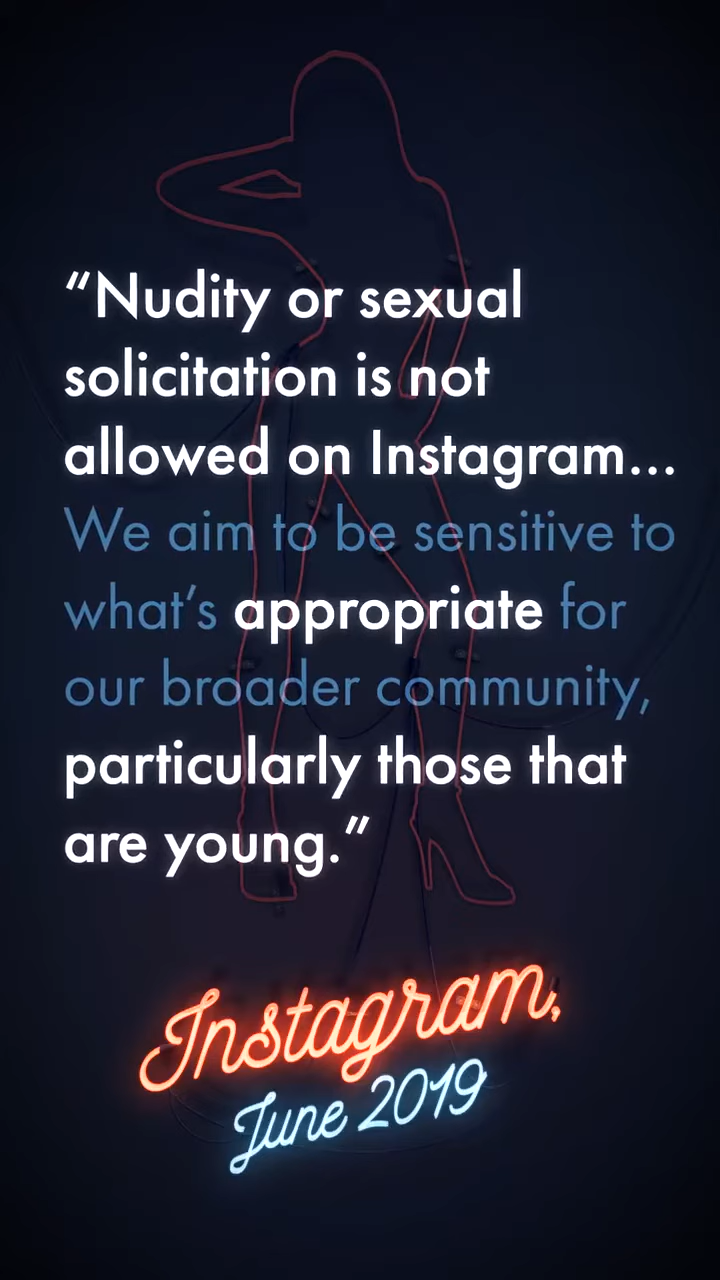 “Nudity or sexual
solicitation is not
allowed on Instagram...
We aim to be sensitive to
what’s appropriate for
our broader community,
particularly those that
are young.”
Instagram,
June 2019